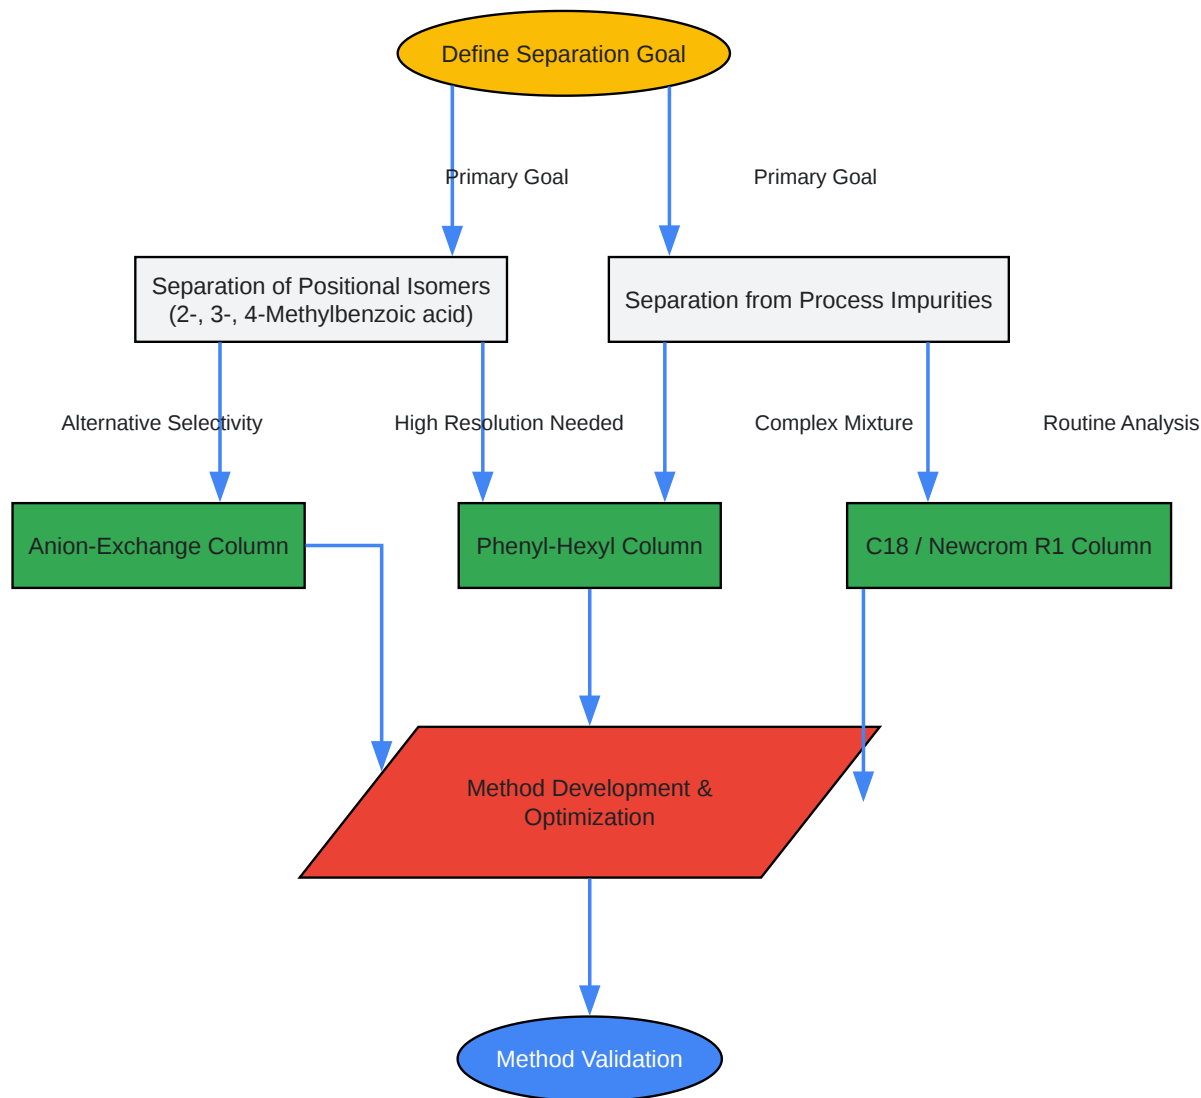 Define Separation Goal
Primary Goal
Primary Goal
Separation of Positional Isomers
(2-, 3-, 4-Methylbenzoic acid)
Separation from Process Impurities
Alternative Selectivity
High Resolution Needed
Complex Mixture
Routine Analysis
Anion-Exchange Column
Phenyl-Hexyl Column
C18 / Newcrom R1 Column
Method Development &
Optimization
Method Validation